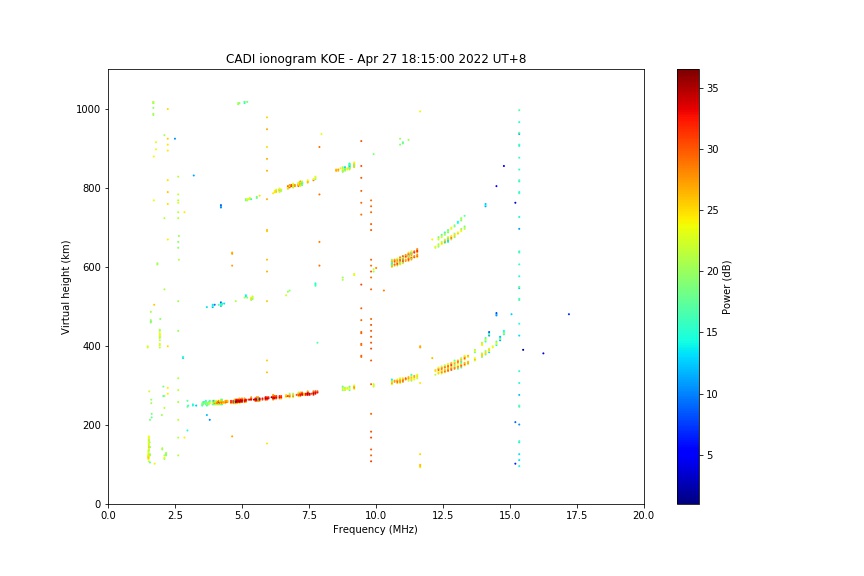 CADI ionogram KOE - Apr 27 18:15:00 2022 UT+8
1000
800
600
400
200
0
Virtual height (km)
0.0 2.5 5.0 7.5 10.0 12.5 15.0 17.5 20.0
Frequency (MHz)
35
30
25
20
15
10
5
Power (dB)